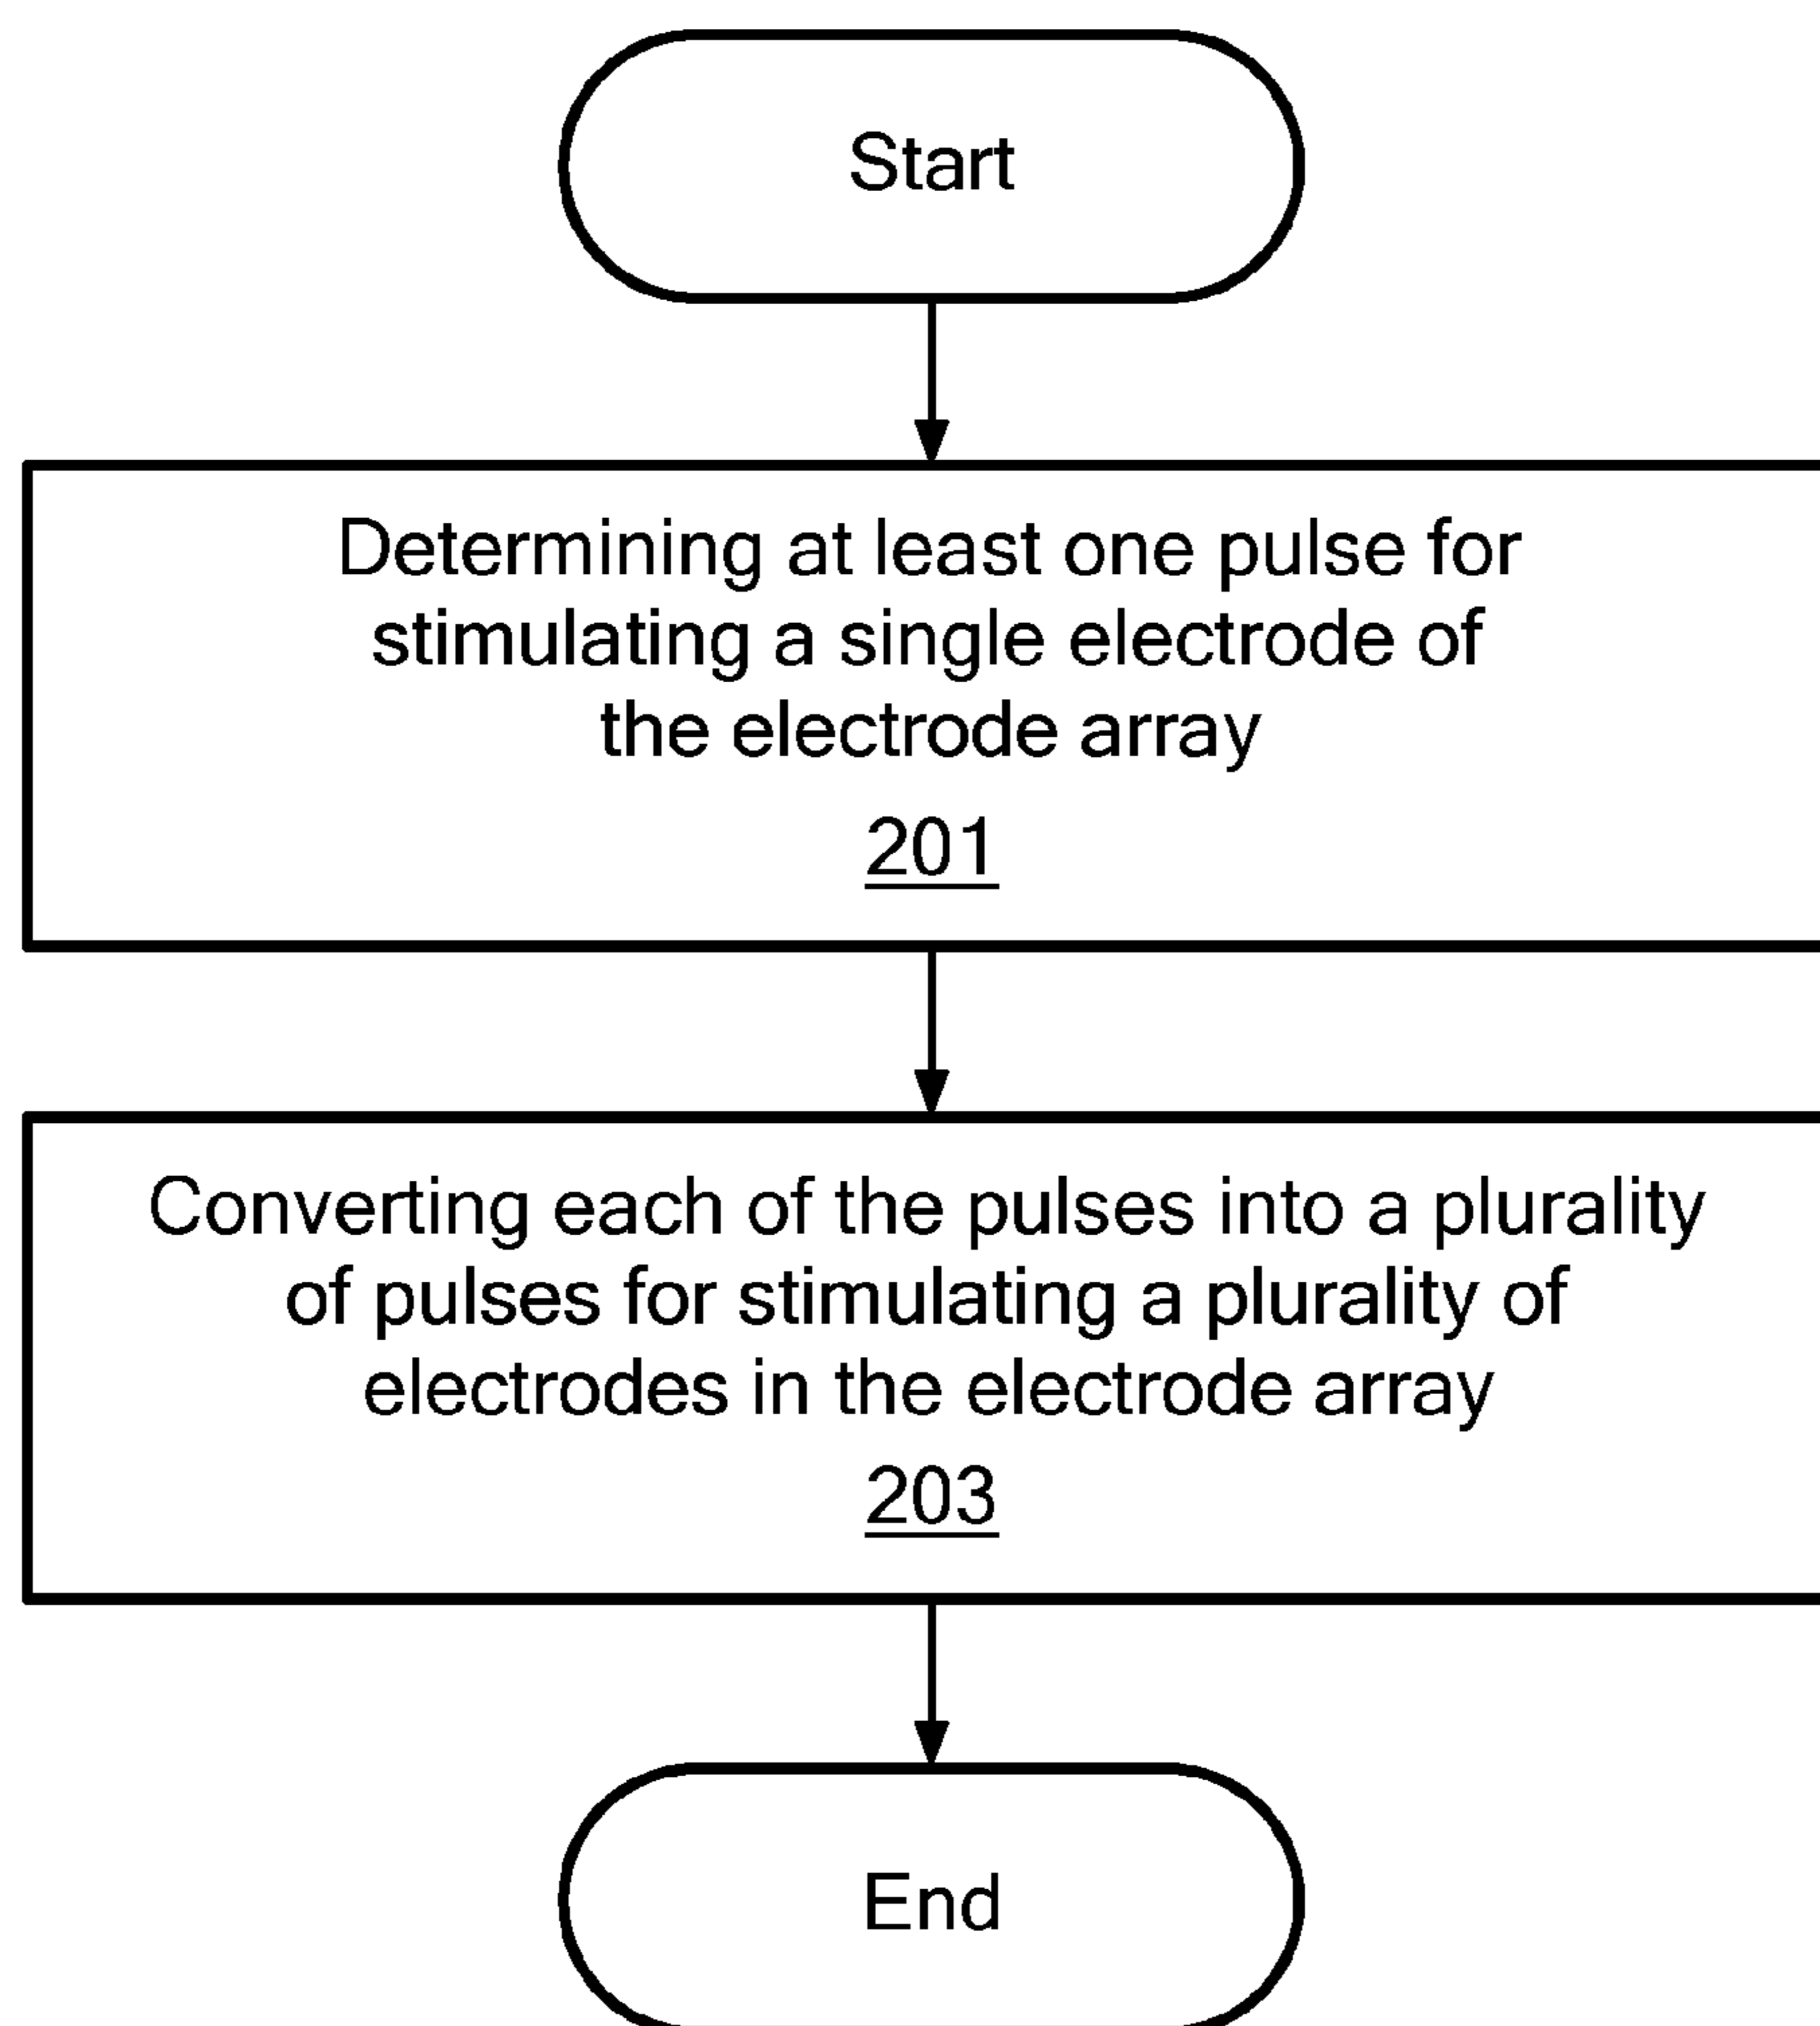 Start
Determining at least one pulse for
stimulating a single electrode of
the electrode array
201
Converting each of the pulses into a plurality
of pulses for stimulating a plurality of
electrodes in the electrode array
203
End